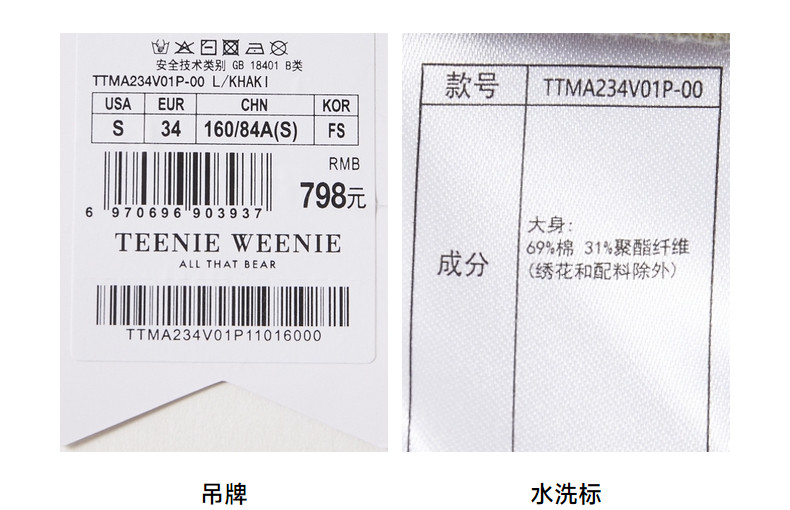 安全技术类别 GB 18401 B类
TTMA234V01P-00 L/KHAKI
USA EUR CHN KOR
S 34 160/84A(S) FS
RMB
798元
6 970696 903937
TEENIE WEENIE
ALL THAT BEAR
TTMA234V01P11016000
吊牌
款号 TTMA234V01P-00
成分
大身:
69%棉 31%聚酯纤维
(绣花和配料除外)
水洗标